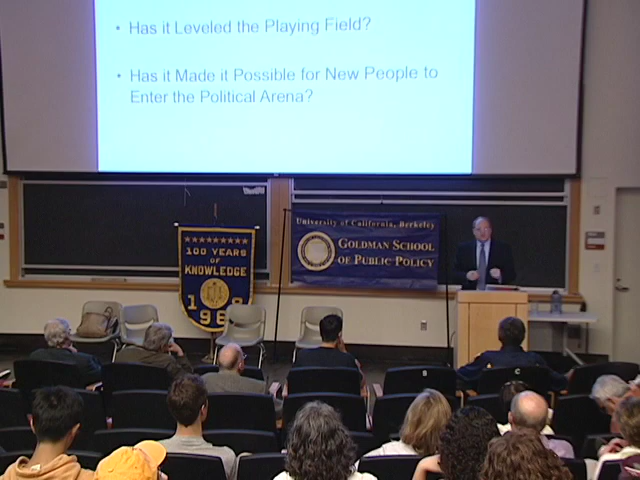 • Has it Leveled the Playing Field?
• Has it Made it Possible for New People to
Enter the Political Arena?
University of California, Berkeley
GOLDMAN SCHOOL
OF PUBLIC POLICY
100 YEARS
OF
KNOWLEDGE
1968